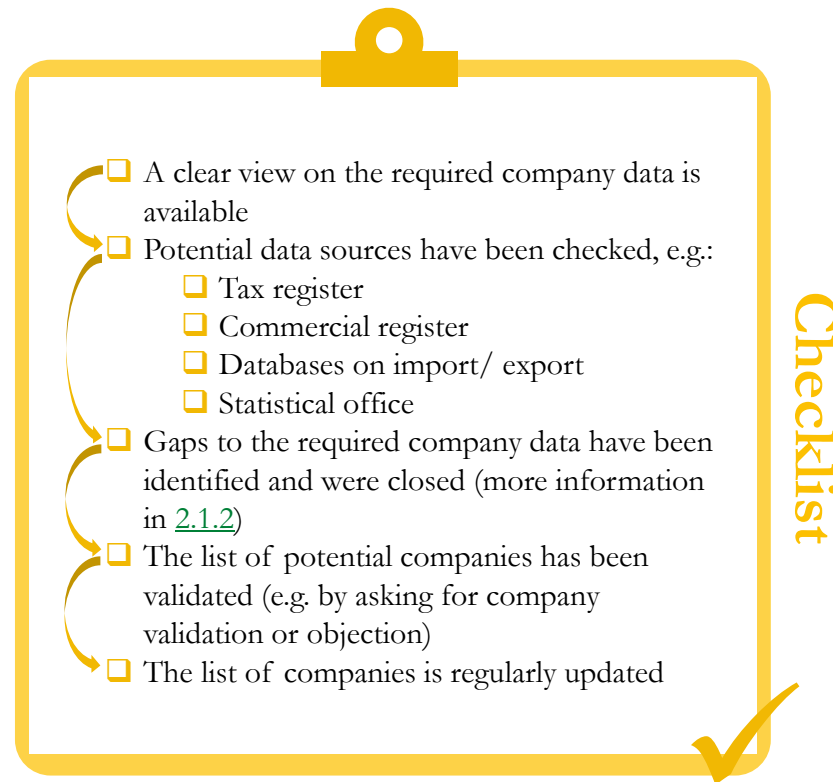 A clear view on the required company data is
available
Potential data sources have been checked, e.g.:
Tax register
Commercial register
Databases on import/ export
Statistical office
Gaps to the required company data have been
identified and were closed (more information
in 2.1.2)
The list of potential companies has been
validated (e.g. by asking for company
validation or objection)
The list of companies is regularly updated
Checklist